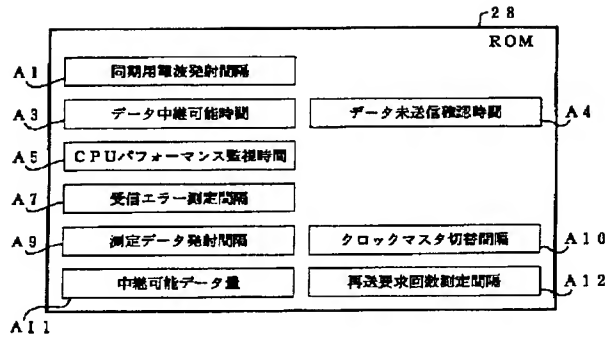 28
ROM
A1 同期用電波発射間隔
A3 データ中継可能時間 データ未送信確認時間 A4
A5 CPUパフォーマンス監視時間
A7 受信エラー測定間隔
A9 測定データ発射間隔 クロックマスタ切替間隔 A10
中継可能データ量 再送要求回数測定間隔 A12
A11